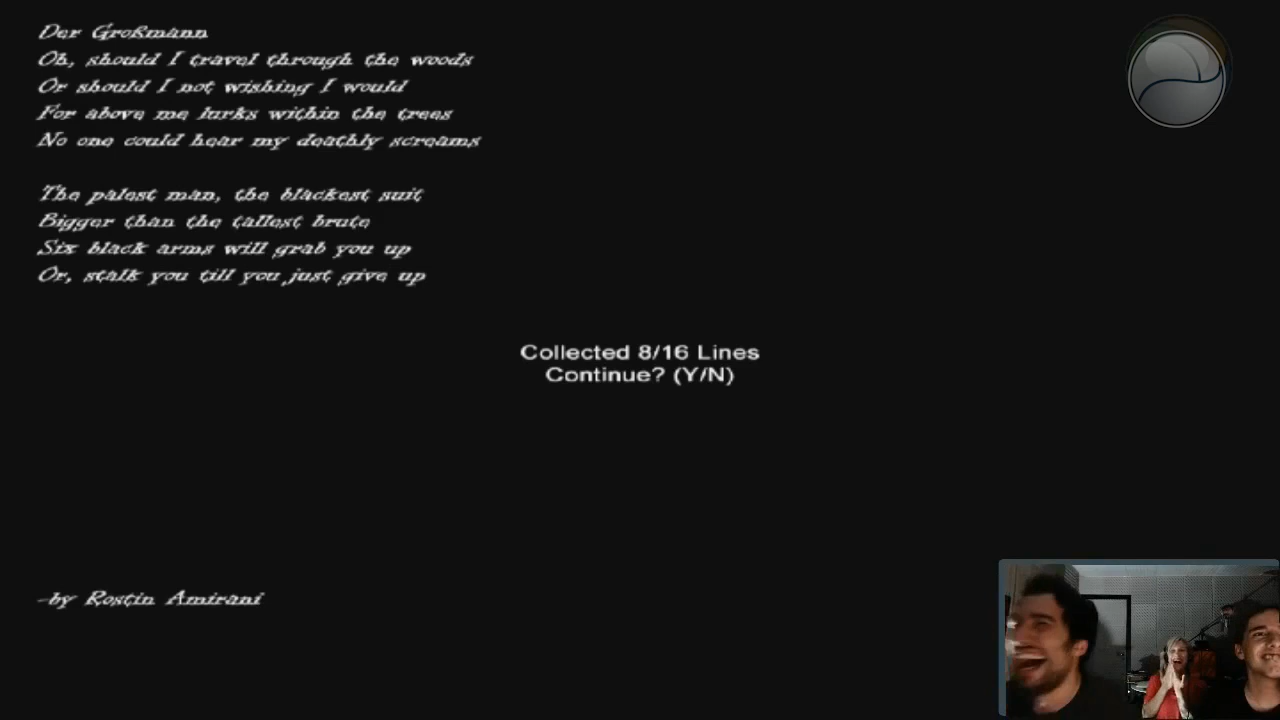 Der Großmann
Oh, should I travel through the woods
Or should I not wishing I would
For above me lurks within the trees
No one could hear my deathly screams
The palest man, the blackest suit
Bigger than the tallest brute
Six black arms will grab you up
Or, stalk you till you just give up
Collected 8/16 Lines
Continue? (Y/N)
-by Rostin Amirani